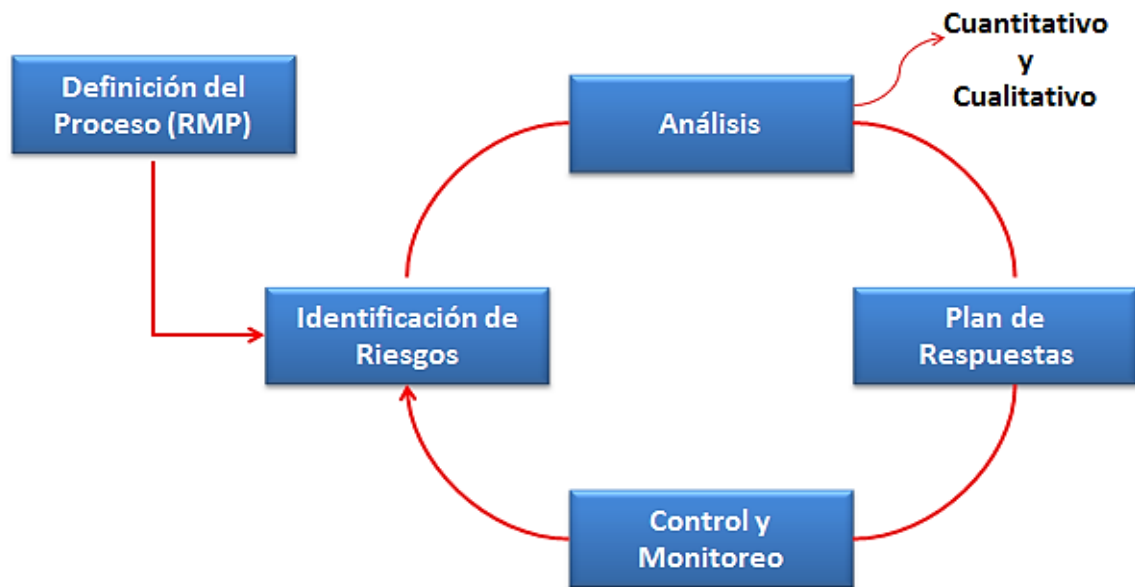 Definición del
Proceso (RMP)
Análisis
Cuantitativo
y
Cualitativo
Identificación de
Riesgos
Plan de
Respuestas
Control y
Monitoreo